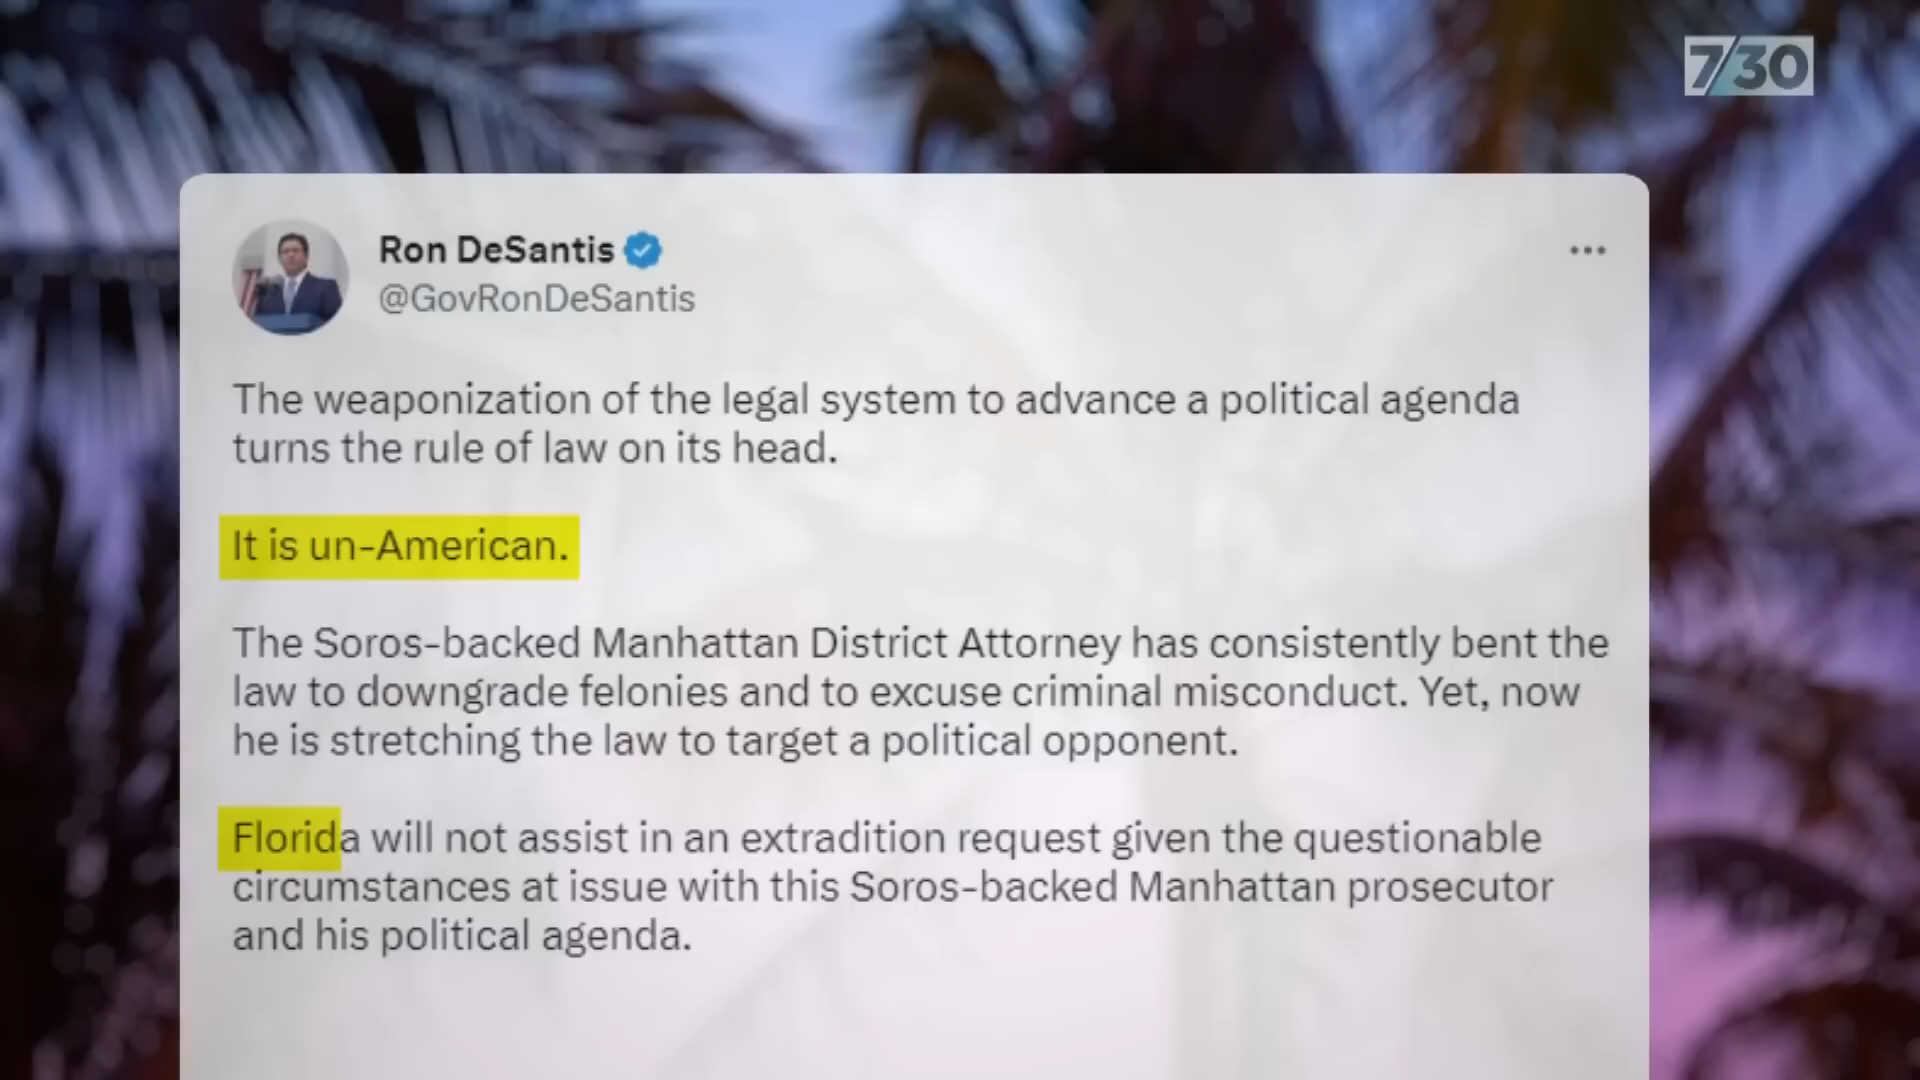 7/30
Ron DeSantis
@GovRonDeSantis
The weaponization of the legal system to advance a political agenda
turns the rule of law on its head.
It is un-American.
The Soros-backed Manhattan District Attorney has consistently bent the
law to downgrade felonies and to excuse criminal misconduct. Yet, now
he is stretching the law to target a political opponent.
Florida will not assist in an extradition request given the questionable
circumstances at issue with this Soros-backed Manhattan prosecutor
and his political agenda.